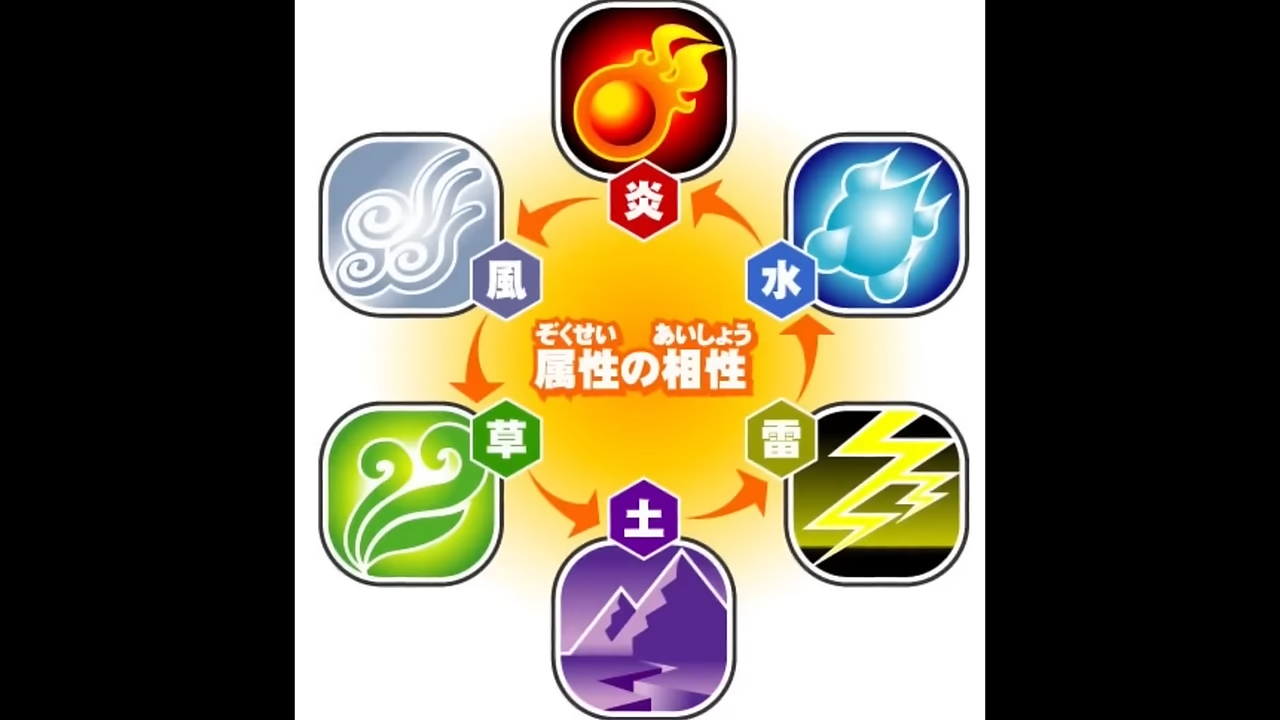 炎
風
水
ぞくせい あいしょう
属性の相性
草
雷
土